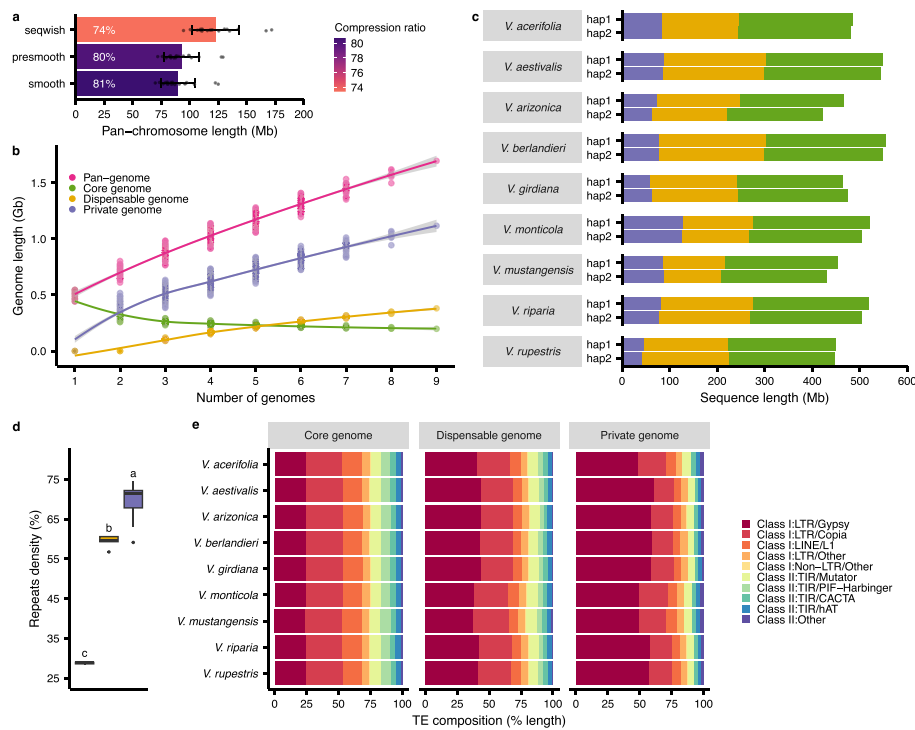 a
seqwish
presmooth
smooth
74%
80%
81%
0 25 50 75 100 125 150 175 200
Pan−chromosome length (Mb)
Compression ratio
80
78
76
74
b
Pan−genome
Core genome
Dispensable genome
Private genome
Genome length (Gb)
1.5
1.0
0.5
0.0
1 2 3 4 5 6 7 8 9
Number of genomes
c
V. acerifolia hap1
hap2
V. aestivalis hap1
hap2
V. arizonica hap1
hap2
V. berlandieri hap1
hap2
V. girdiana hap1
hap2
V. monticola hap1
hap2
V. mustangensis hap1
hap2
V. riparia hap1
hap2
V. rupestris hap1
hap2
0 100 200 300 400 500 600
Sequence length (Mb)
d
Repeats density (%)
75
65
55
45
35
25
a
b
c
e
Core genome Dispensable genome Private genome
V. acerifolia
V. aestivalis
V. arizonica
V. berlandieri
V. girdiana
V. monticola
V. mustangensis
V. riparia
V. rupestris
0 25 50 75 100 0 25 50 75 100 0 25 50 75 100
TE composition (% length)
Class I:LTR/Gypsy
Class I:LTR/Copia
Class I:LINE/L1
Class I:LTR/Other
Class I:Non−LTR/Other
Class II:TIR/Mutator
Class II:TIR/PIF−Harbinger
Class II:TIR/CACTA
Class II:TIR/hAT
Class II:Other